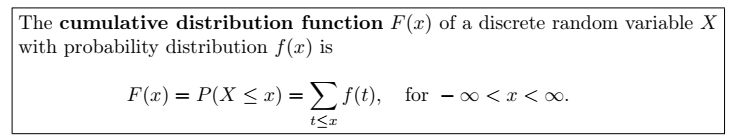 The cumulative distribution function F(x) of a discrete random variable X
with probability distribution f(x) is
F(x) = P(X ≤ x) = ∑_{t≤x} f(t), for − ∞ < x < ∞.